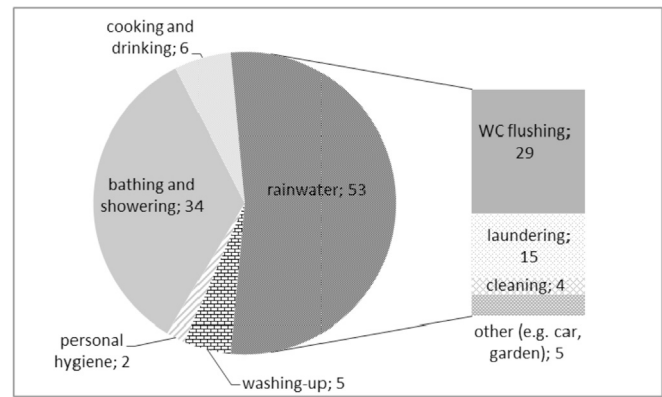 cooking and
drinking; 6
bathing and
showering; 34
rainwater; 53
personal
hygiene; 2
washing-up; 5
WC flushing;
29
laundering;
15
cleaning; 4
other (e.g. car,
garden); 5